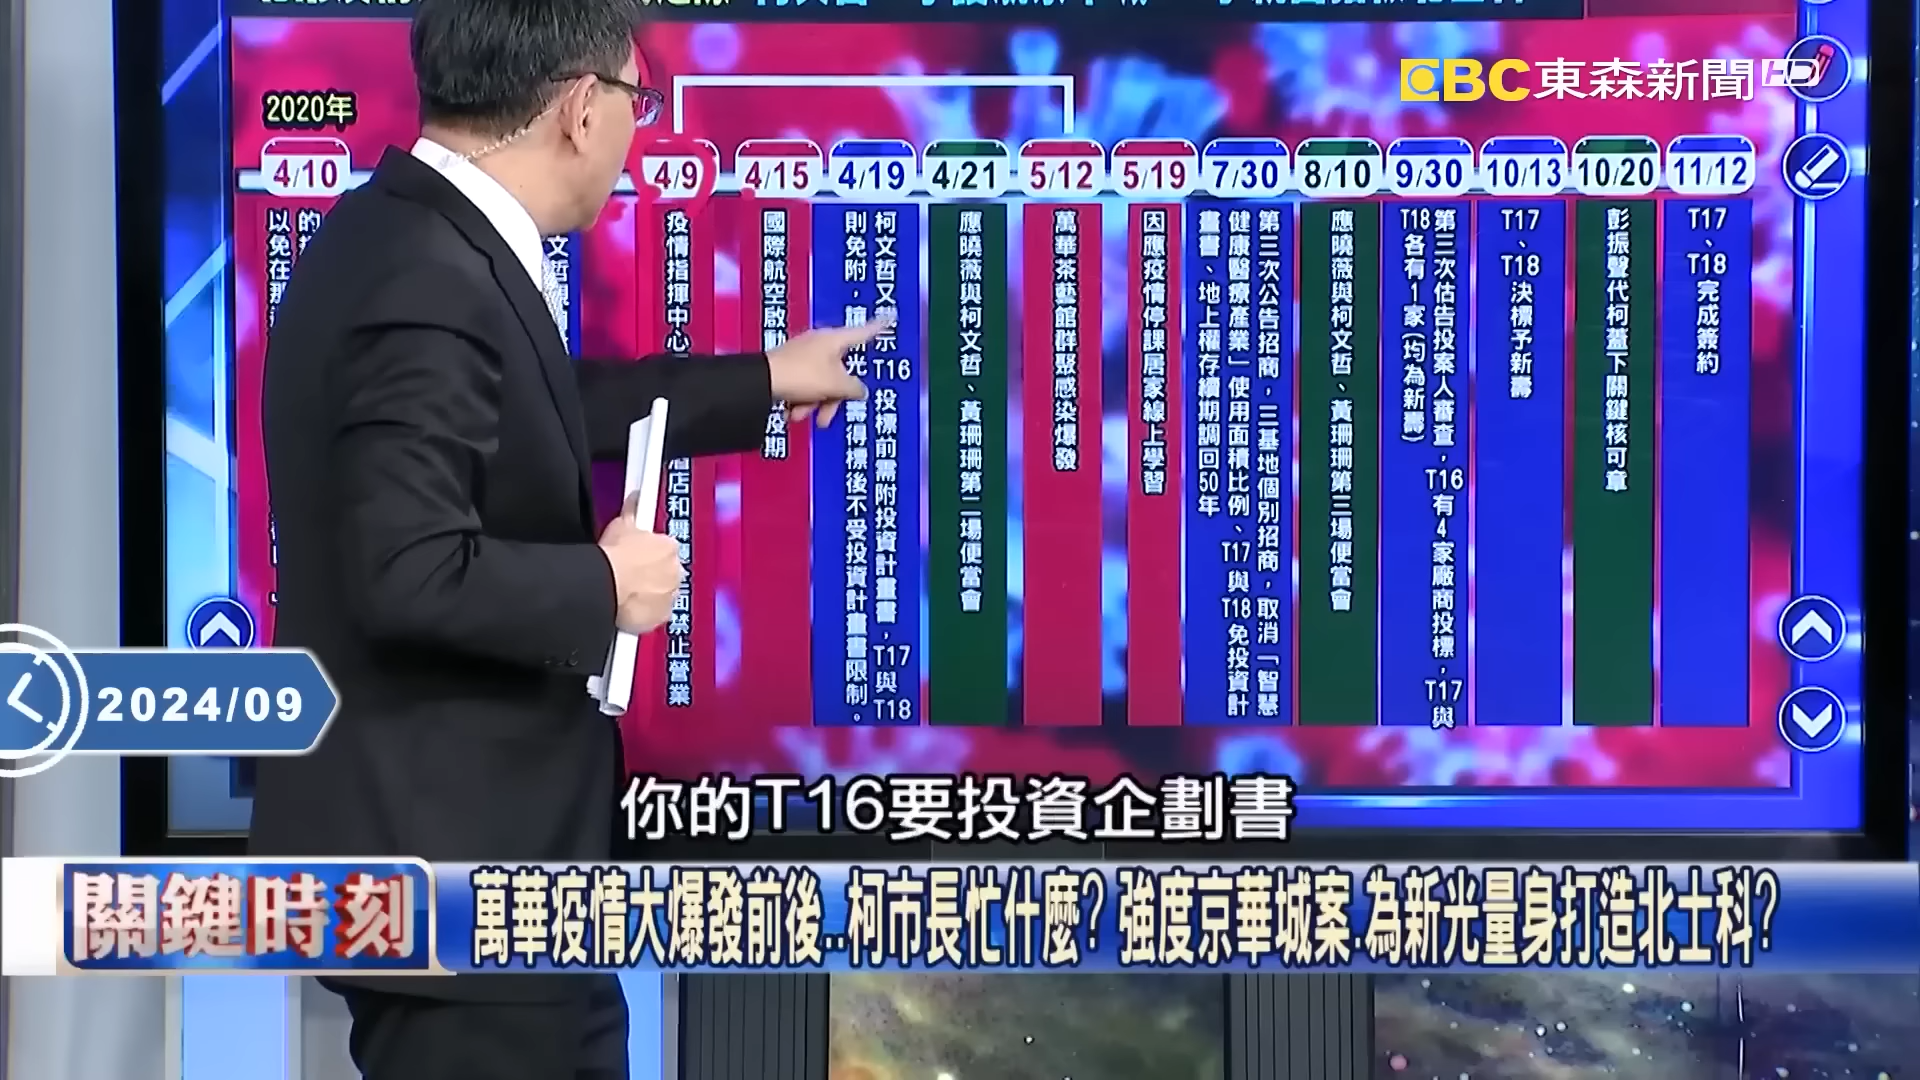 EBC 東森新聞 HD
2020年
4/10
4/9
4/15
4/19
4/21
5/12
5/19
7/30
8/10
9/30
10/13
10/20
11/12
的
以免在那
文哲
疫情指揮中心
酒店和舞
面禁止營業
國際航空啟動
疫期
柯文哲又裁示T16投標前需附投資計畫書，T17與T18
則免附，讓新光
壽得標後不受投資計畫書限制。
應曉薇與柯文哲、黃珊珊第二場便當會
萬華茶藝館群聚感染爆發
因應疫情停課居家線上學習
第三次公告招商，三基地個別招商，取消「智慧
健康醫療產業」使用面積比例、T17與T18免投資計
畫書、地上權存續期調回50年
應曉薇與柯文哲、黃珊珊第三場便當會
第三次估告投案人審查，T16有4家廠商投標，T17與
T18各有1家(均為新壽)
T17、T18決標予新壽
彭振聲代柯蓋下關鍵核可章
T17、T18完成簽約
2024/09
你的T16要投資企劃書
關鍵時刻
萬華疫情大爆發前後..柯市長忙什麼? 強度京華城案.為新光量身打造北士科?